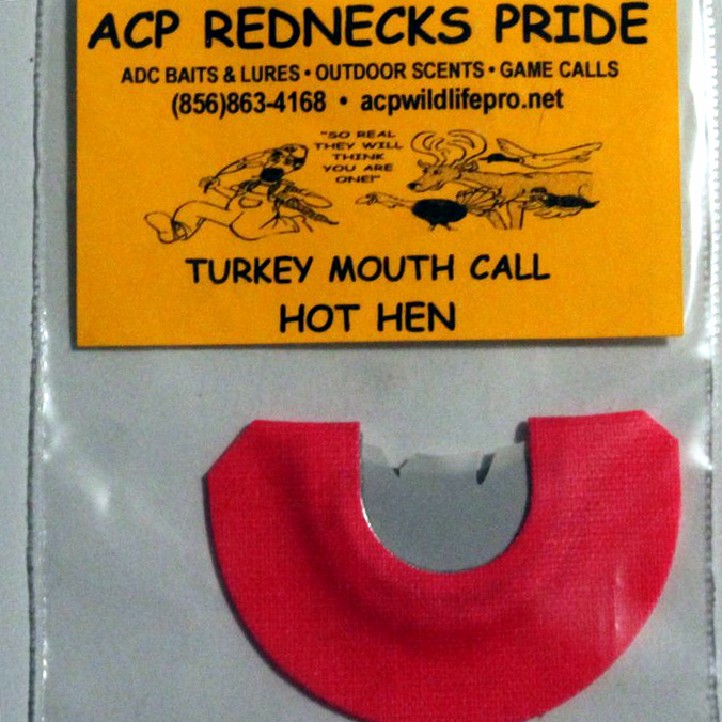 ACP REDNECKS PRIDE
ADC BAITS & LURES • OUTDOOR SCENTS • GAME CALLS
(856)863-4168 • acpwildlifepro.net
"SO REAL
THEY WILL
THINK
YOU ARE
ONE!"
TURKEY MOUTH CALL
HOT HEN